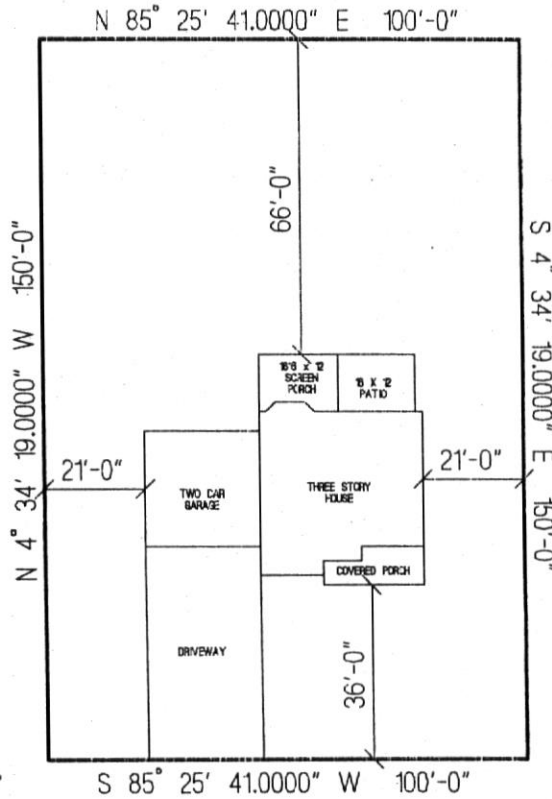 N 85° 25' 41.0000" E 100'-0"
66'-0"
N 4° 34' 19.0000" W 150'-0"
S 4° 34' 19.0000" E 150'-0"
16'6 x 12
SCREEN
PORCH
16 X 12
PATIO
21'-0"
21'-0"
TWO CAR
GARAGE
THREE STORY
HOUSE
COVERED PORCH
DRIVEWAY
36'-0"
S 85° 25' 41.0000" W 100'-0"